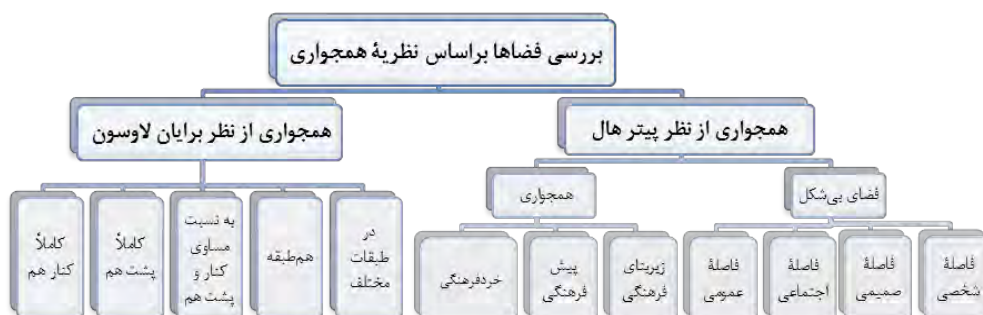 بررسی فضاها براساس نظریهٔ همجواری
همجواری از نظر پیتر هال
همجواری از نظر برایان لاوسون
فضای بی‌شکل
همجواری
فاصلهٔ
شخصی
فاصلهٔ
صمیمی
فاصلهٔ
اجتماعی
فاصلهٔ
عمومی
زیربنای
فرهنگی
پیش
فرهنگی
خردفرهنگی
در
طبقات
مختلف
هم‌طبقه
به نسبت
مساوی
کنار و
پشت هم
کاملاً
پشت هم
کاملاً
کنار هم